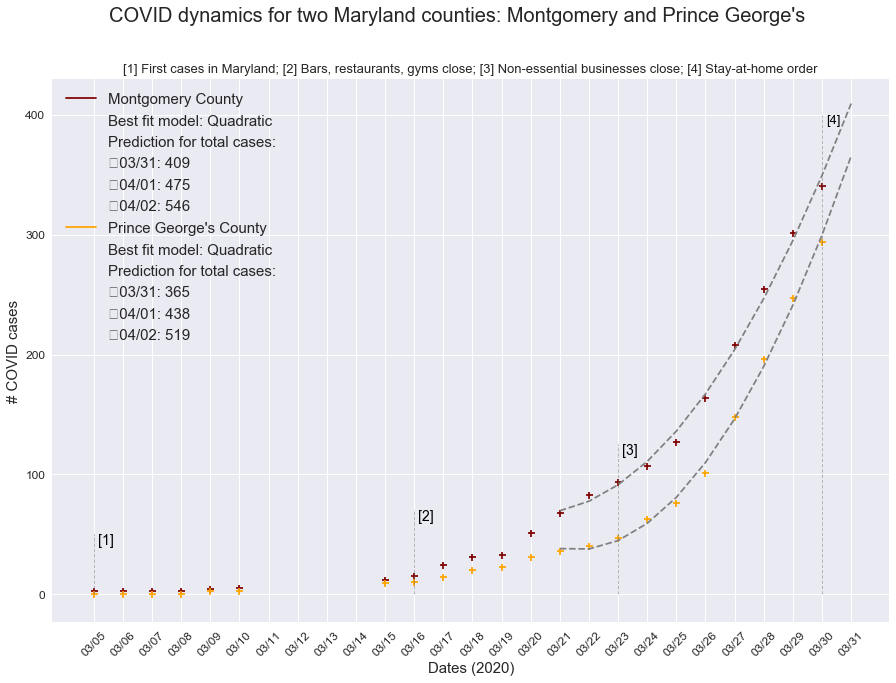 COVID dynamics for two Maryland counties: Montgomery and Prince George's
[1] First cases in Maryland; [2] Bars, restaurants, gyms close; [3] Non-essential businesses close; [4] Stay-at-home order
Montgomery County
Best fit model: Quadratic
Prediction for total cases:
03/31: 409
04/01: 475
04/02: 546
Prince George's County
Best fit model: Quadratic
Prediction for total cases:
03/31: 365
04/01: 438
04/02: 519
[4]
[3]
[2]
[1]
# COVID cases
400
300
200
100
0
03/05 03/06 03/07 03/08 03/09 03/10 03/11 03/12 03/13 03/14 03/15 03/16 03/17 03/18 03/19 03/20 03/21 03/22 03/23 03/24 03/25 03/26 03/27 03/28 03/29 03/30 03/31
Dates (2020)